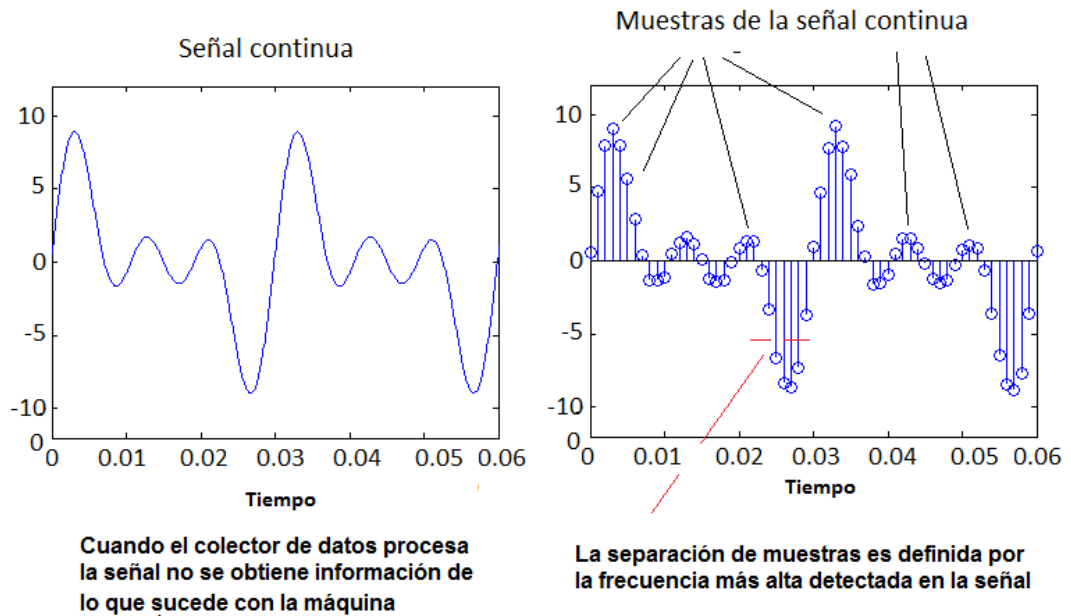 Señal continua
Muestras de la señal continua
10
5
0
-5
-10
0
0
0.01
0.02
0.03
0.04
0.05
0.06
Tiempo
10
5
0
-5
-10
0
0
0.01
0.02
0.03
0.04
0.05
0.06
Tiempo
Cuando el colector de datos procesa
la señal no se obtiene información de
lo que sucede con la máquina
La separación de muestras es definida por
la frecuencia más alta detectada en la señal